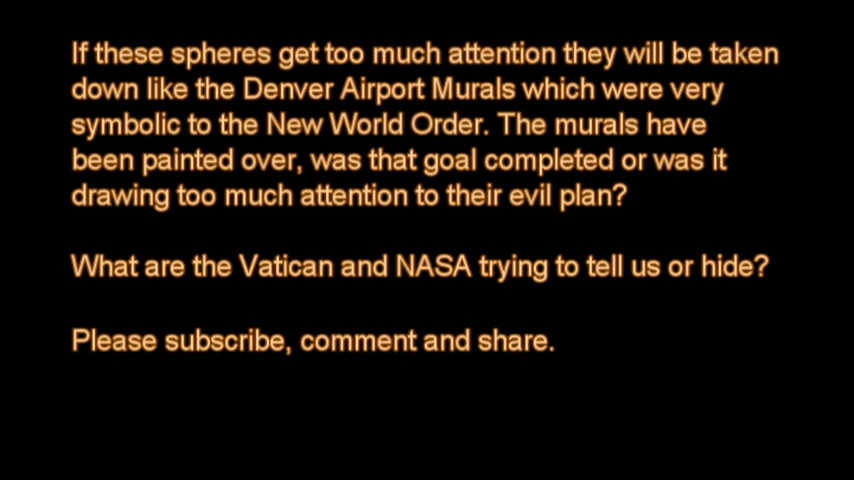 If these spheres get too much attention they will be taken
down like the Denver Airport Murals which were very
symbolic to the New World Order. The murals have
been painted over, was that goal completed or was it
drawing too much attention to their evil plan?
What are the Vatican and NASA trying to tell us or hide?
Please subscribe, comment and share.